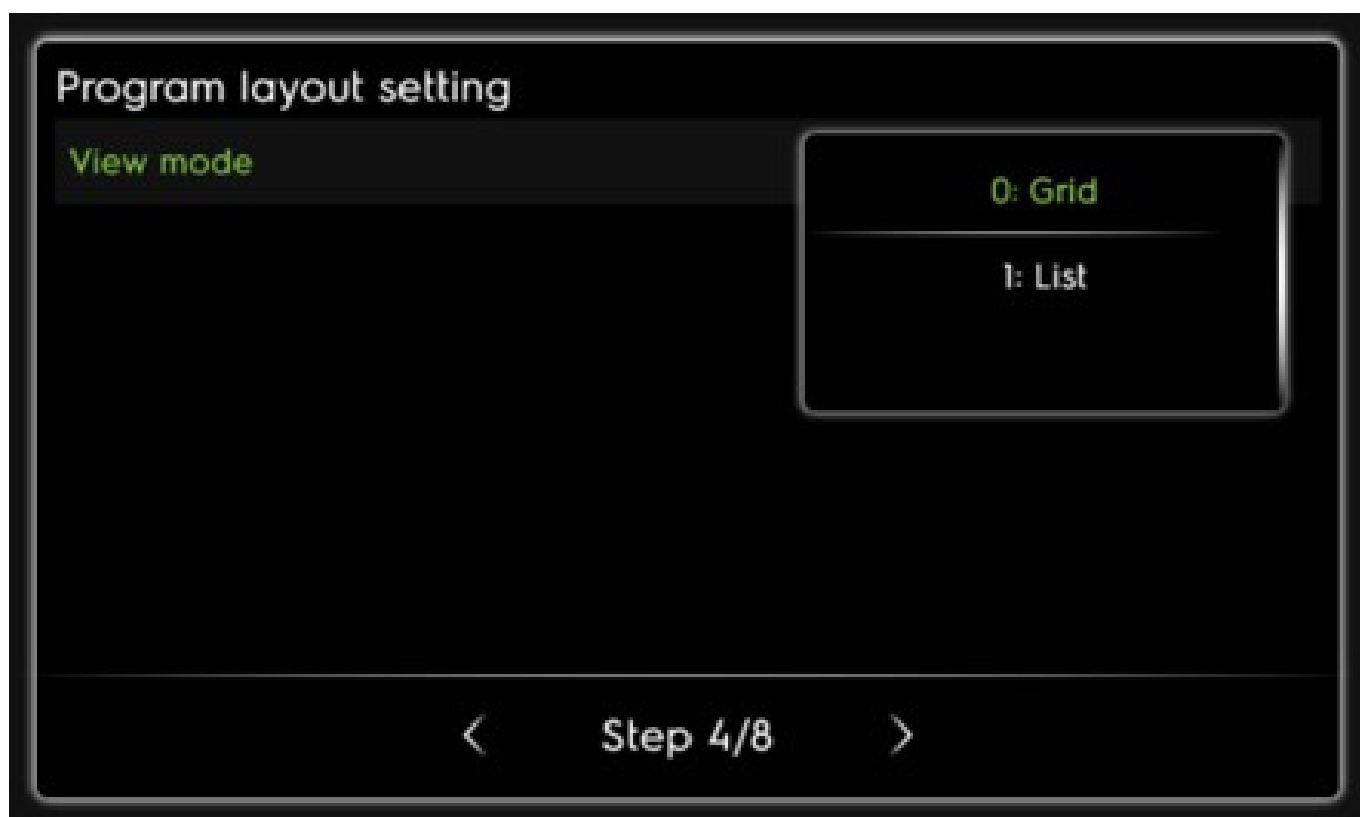 Program layout setting
View mode
0: Grid
1: List
< Step 4/8 >